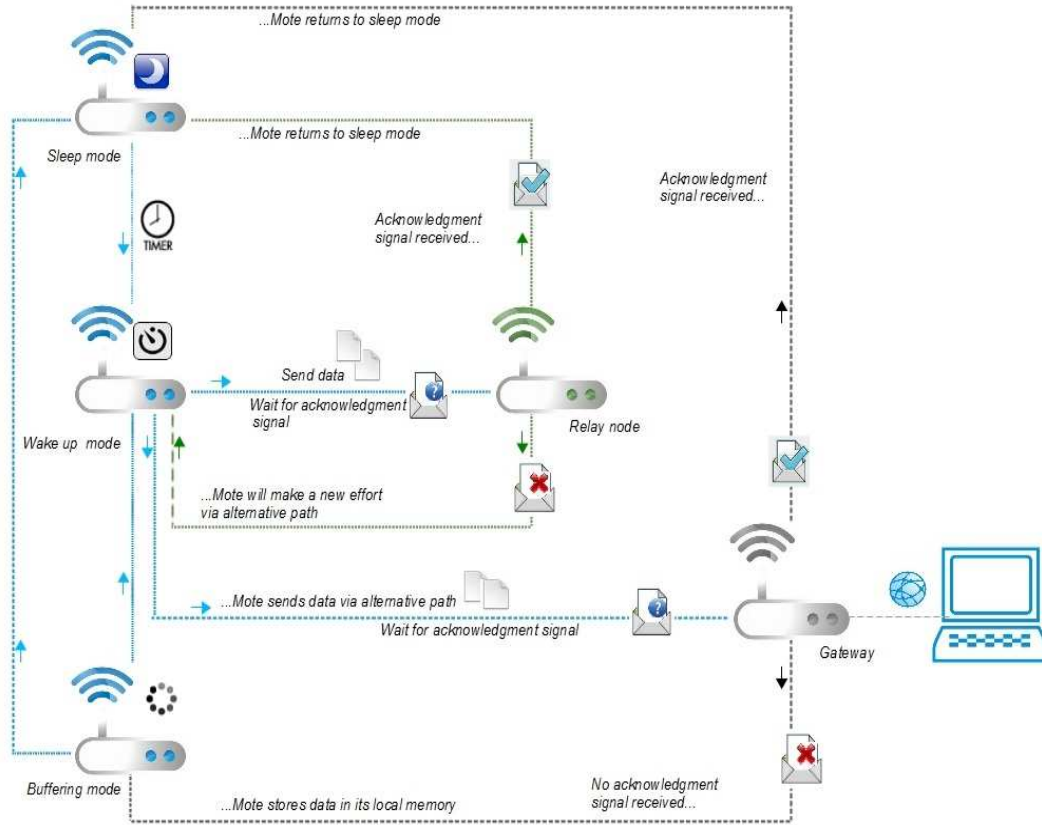 ...Mote returns to sleep mode
...Mote returns to sleep mode
Sleep mode
Acknowledgment
signal received...
Acknowledgment
signal received...
TIMER
Send data
Wait for acknowledgment
signal
Wake up mode
Relay node
...Mote will make a new effort
via alternative path
...Mote sends data via alternative path
Wait for acknowledgment signal
Gateway
Buffering mode
No acknowledgment
signal received...
...Mote stores data in its local memory